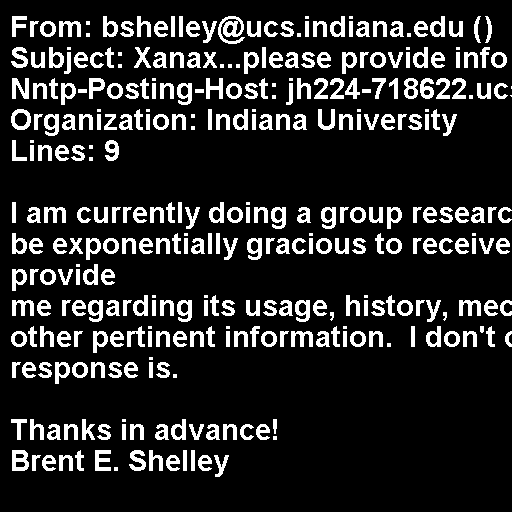 From: bshelley@ucs.indiana.edu ()
Subject: Xanax...please provide info
Nntp-Posting-Host: jh224-718622.ucs
Organization: Indiana University
Lines: 9
I am currently doing a group
be exponentially gracious to receive
provide
me regarding its usage, history,
other pertinent information.  I don't
response is.
Thanks in advance!
Brent E. Shelley